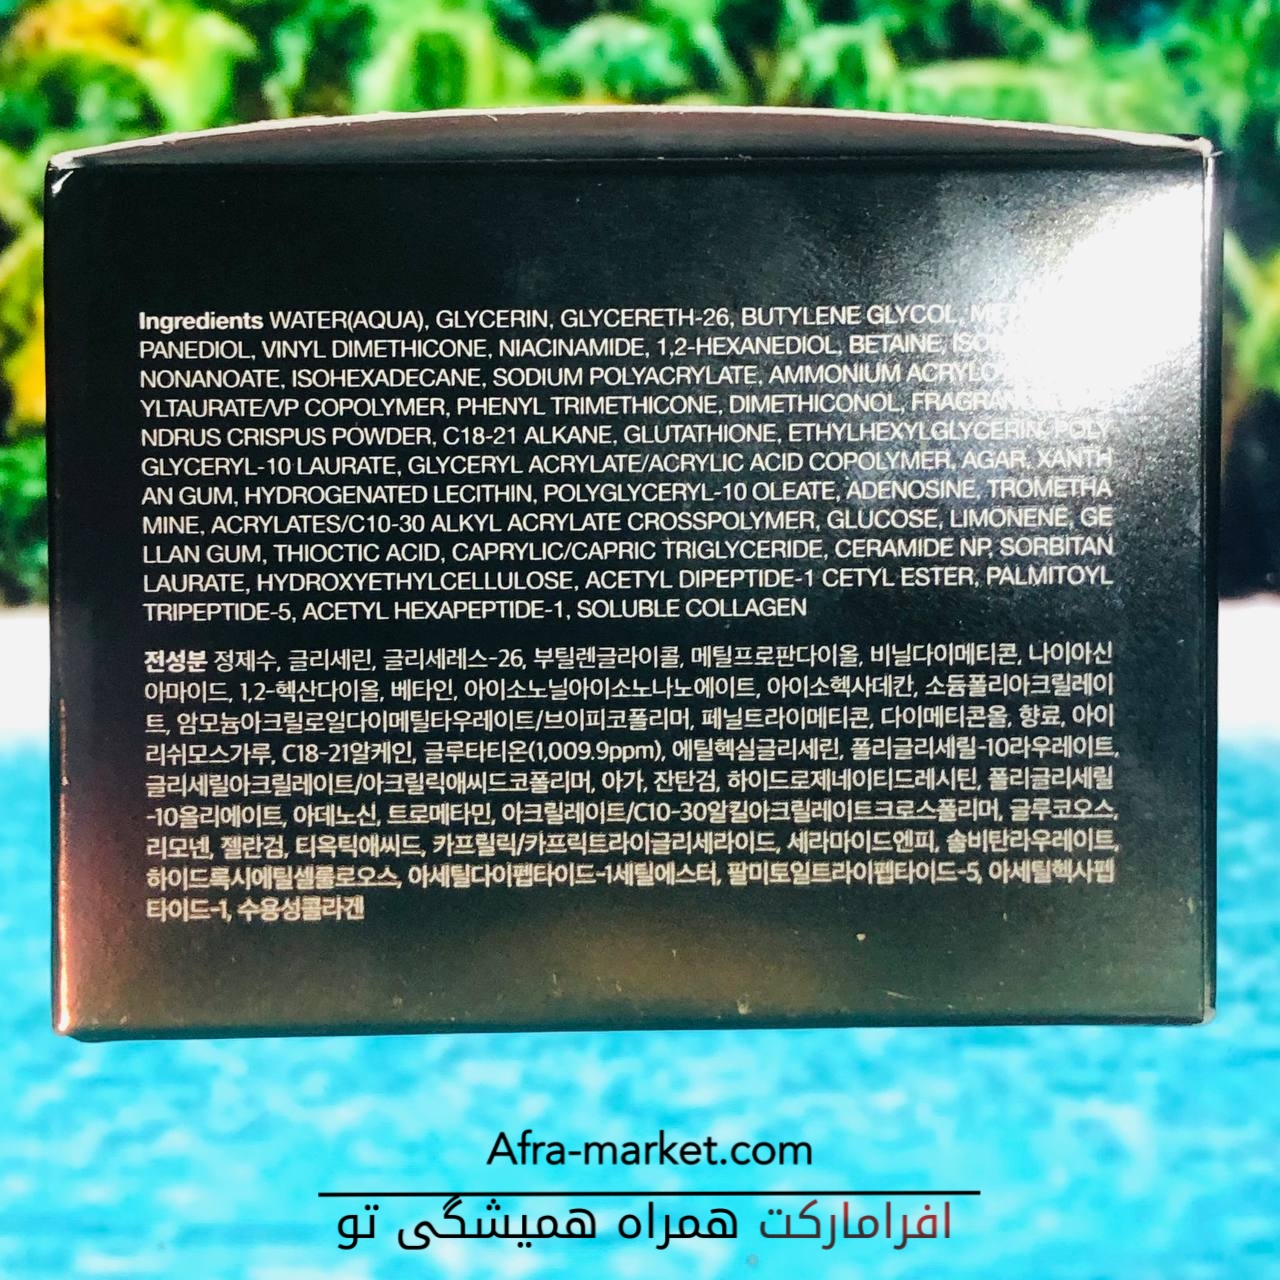 Ingredients WATER(AQUA), GLYCERIN, GLYCERETH-26, BUTYLENE GLYCOL,
PANEDIOL, VINYL DIMETHICONE, NIACINAMIDE, 1,2-HEXANEDIOL, BETAINE,
NONANOATE, ISOHEXADECANE, SODIUM POLYACRYLATE, AMMONIUM
YLTAURATE/VP COPOLYMER, PHENYL TRIMETHICONE, DIMETHICONOL,
NDRUS CRISPUS POWDER, C18-21 ALKANE, GLUTATHIONE, ETHYLHEXYLGLYCERIN, POLY
GLYCERYL-10 LAURATE, GLYCERYL ACRYLATE/ACRYLIC ACID COPOLYMER, AGAR, XANTH
AN GUM, HYDROGENATED LECITHIN, POLYGLYCERYL-10 OLEATE, ADENOSINE, TROMETHA
MINE, ACRYLATES/C10-30 ALKYL ACRYLATE CROSSPOLYMER, GLUCOSE, LIMONENE, GE
LLAN GUM, THIOCTIC ACID, CAPRYLIC/CAPRIC TRIGLYCERIDE, CERAMIDE NP, SORBITAN
LAURATE, HYDROXYETHYLCELLULOSE, ACETYL DIPEPTIDE-1 CETYL ESTER, PALMITOYL
TRIPEPTIDE-5, ACETYL HEXAPEPTIDE-1, SOLUBLE COLLAGEN
전성분 정제수, 글리세린, 글리세레스-26, 부틸렌글라이콜, 메틸프로판다이올, 비닐다이메티콘, 나이아신
아마이드, 1,2-헥산다이올, 베타인, 아이소노닐아이소노나노에이트, 아이소헥사데칸, 소듐폴리아크릴레이
트, 암모늄아크릴로일다이메틸타우레이트/브이피코폴리머, 페닐트라이메티콘, 다이메티콘올, 향료, 아이
리쉬모스가루, C18-21알케인, 글루타티온(1,009.9ppm), 에틸헥실글리세린, 폴리글리세릴-10라우레이트,
글리세릴아크릴레이트/아크릴릭애씨드코폴리머, 아가, 잔탄검, 하이드로제네이티드레시틴, 폴리글리세릴
-10올리에이트, 아데노신, 트로메타민, 아크릴레이트/C10-30알킬아크릴레이트크로스폴리머, 글루코오스,
리모넨, 젤란검, 티옥틱애씨드, 카프릴릭/카프릭트라이글리세라이드, 세라마이드엔피, 솔비탄라우레이트,
하이드록시에틸셀룰로오스, 아세틸다이펩타이드-1세틸에스터, 팔미토일트라이펩타이드-5, 아세틸헥사펩
타이드-1, 수용성콜라겐
Afra-market.com
افرامارکت همراه همیشگی تو